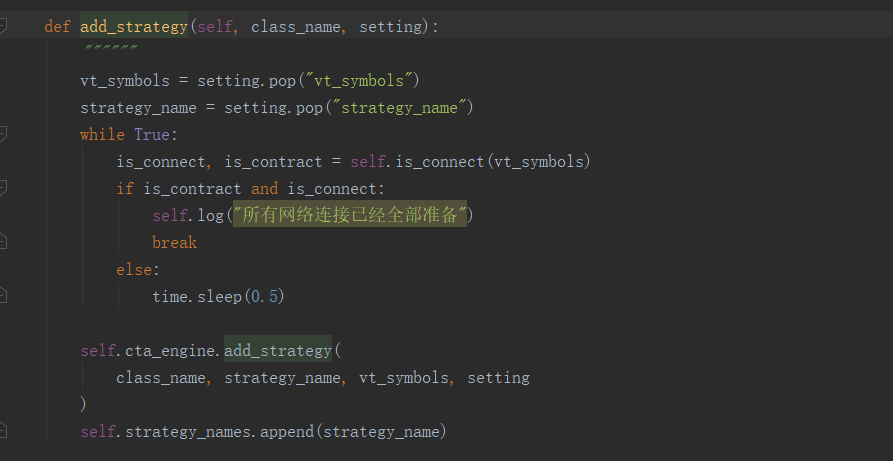 def add_strategy(self, class_name, setting):
""""""
vt_symbols = setting.pop("vt_symbols")
strategy_name = setting.pop("strategy_name")
while True:
is_connect, is_contract = self.is_connect(vt_symbols)
if is_contract and is_connect:
self.log("所有网络连接已经全部准备")
break
else:
time.sleep(0.5)
self.cta_engine.add_strategy(
class_name, strategy_name, vt_symbols, setting
)
self.strategy_names.append(strategy_name)